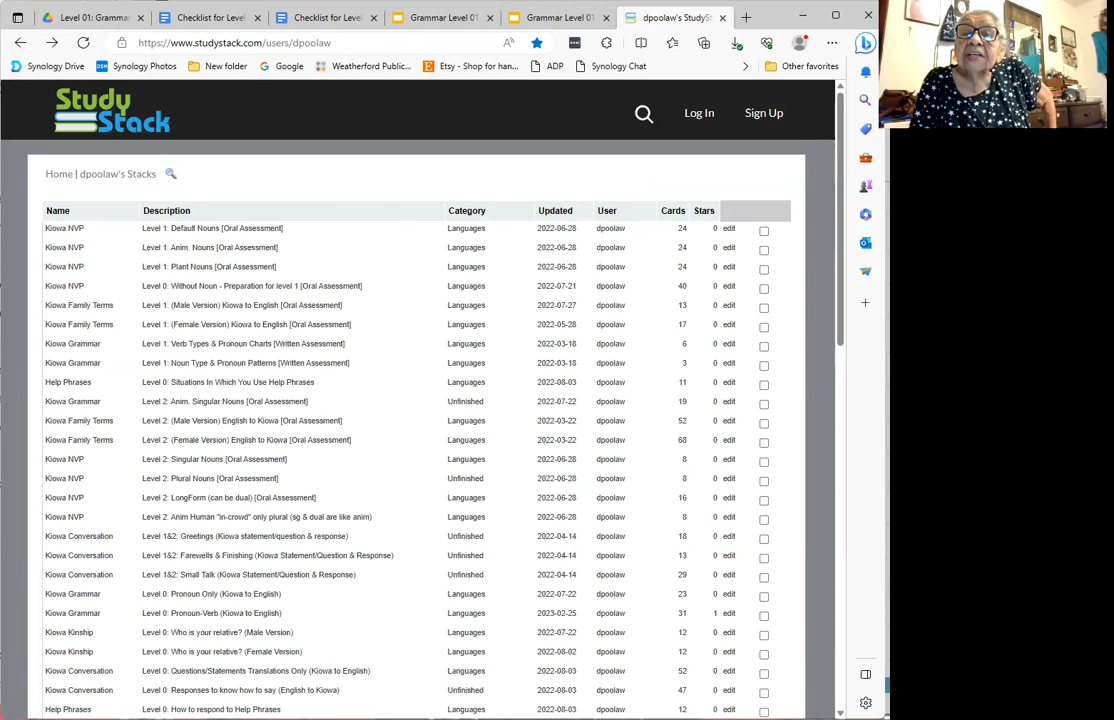 Level 01: Grammar
Checklist for Level
Checklist for Level
Grammar Level 01:
Grammar Level 01:
dpoolaw's StudySt
https://www.studystack.com/users/dpoolaw
Synology Drive
Synology Photos
New folder
Google
Weatherford Public...
Etsy - Shop for han...
ADP
Synology Chat
Other favorites
Study Stack
Log In
Sign Up
Home | dpoolaw's Stacks
Name Description Category Updated User Cards Stars
Kiowa NVP Level 1: Default Nouns [Oral Assessment] Languages 2022-06-28 dpoolaw 24 0 edit
Kiowa NVP Level 1: Anim. Nouns [Oral Assessment] Languages 2022-06-28 dpoolaw 24 0 edit
Kiowa NVP Level 1: Plant Nouns [Oral Assessment] Languages 2022-06-28 dpoolaw 24 0 edit
Kiowa NVP Level 0: Without Noun - Preparation for level 1 [Oral Assessment] Languages 2022-07-21 dpoolaw 40 0 edit
Kiowa Family Terms Level 1: (Male Version) Kiowa to English [Oral Assessment] Languages 2022-07-27 dpoolaw 13 0 edit
Kiowa Family Terms Level 1: (Female Version) Kiowa to English [Oral Assessment] Languages 2022-05-28 dpoolaw 17 0 edit
Kiowa Grammar Level 1: Verb Types & Pronoun Charts [Written Assessment] Languages 2022-03-18 dpoolaw 6 0 edit
Kiowa Grammar Level 1: Noun Type & Pronoun Patterns [Written Assessment] Languages 2022-03-18 dpoolaw 3 0 edit
Help Phrases Level 0: Situations In Which You Use Help Phrases Languages 2022-08-03 dpoolaw 11 0 edit
Kiowa Grammar Level 2: Anim. Singular Nouns [Oral Assessment] Unfinished 2022-07-22 dpoolaw 19 0 edit
Kiowa Family Terms Level 2: (Male Version) English to Kiowa [Oral Assessment] Languages 2022-03-22 dpoolaw 52 0 edit
Kiowa Family Terms Level 2: (Female Version) English to Kiowa [Oral Assessment] Languages 2022-03-22 dpoolaw 68 0 edit
Kiowa NVP Level 2: Singular Nouns [Oral Assessment] Languages 2022-06-28 dpoolaw 8 0 edit
Kiowa NVP Level 2: Plural Nouns [Oral Assessment] Unfinished 2022-06-28 dpoolaw 8 0 edit
Kiowa NVP Level 2: LongForm (can be dual) [Oral Assessment] Languages 2022-06-28 dpoolaw 16 0 edit
Kiowa NVP Level 2: Anim Human "in-crowd" only plural (sg & dual are like anim) Languages 2022-06-28 dpoolaw 8 0 edit
Kiowa Conversation Level 1&2: Greetings (Kiowa statement/question & response) Unfinished 2022-04-14 dpoolaw 18 0 edit
Kiowa Conversation Level 1&2: Farewells & Finishing (Kiowa Statement/Question & Response) Languages 2022-04-14 dpoolaw 13 0 edit
Kiowa Conversation Level 1&2: Small Talk (Kiowa Statement/Question & Response) Unfinished 2022-04-14 dpoolaw 29 0 edit
Kiowa Grammar Level 0: Pronoun Only (Kiowa to English) Languages 2022-07-22 dpoolaw 23 0 edit
Kiowa Grammar Level 0: Pronoun-Verb (Kiowa to English) Languages 2023-02-25 dpoolaw 31 1 edit
Kiowa Kinship Level 0: Who is your relative? (Male Version) Languages 2022-07-22 dpoolaw 12 0 edit
Kiowa Kinship Level 0: Who is your relative? (Female Version) Languages 2022-08-02 dpoolaw 12 0 edit
Kiowa Conversation Level 0: Questions/Statements Translations Only (Kiowa to English) Languages 2022-08-03 dpoolaw 52 0 edit
Kiowa Conversation Level 0: Responses to know how to say (English to Kiowa) Unfinished 2022-08-03 dpoolaw 47 0 edit
Help Phrases Level 0: How to respond to Help Phrases Languages 2022-08-03 dpoolaw 12 0 edit